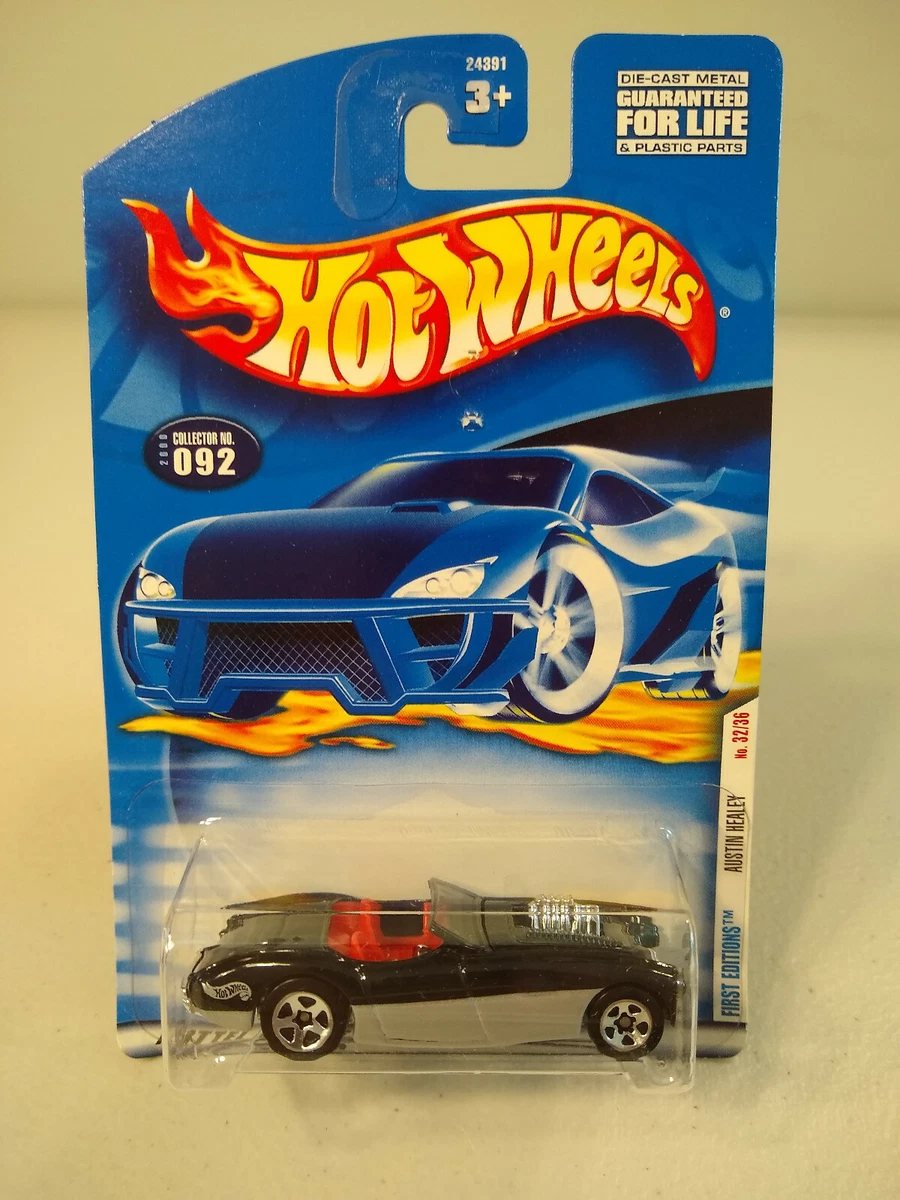 24391
3+
DIE-CAST METAL
GUARANTEED
FOR LIFE
& PLASTIC PARTS
HOT WHEELS®
2000
COLLECTOR NO.
092
No. 32/36
AUSTIN HEALEY
FIRST EDITIONS™
HOT WHEELS
MATTEL